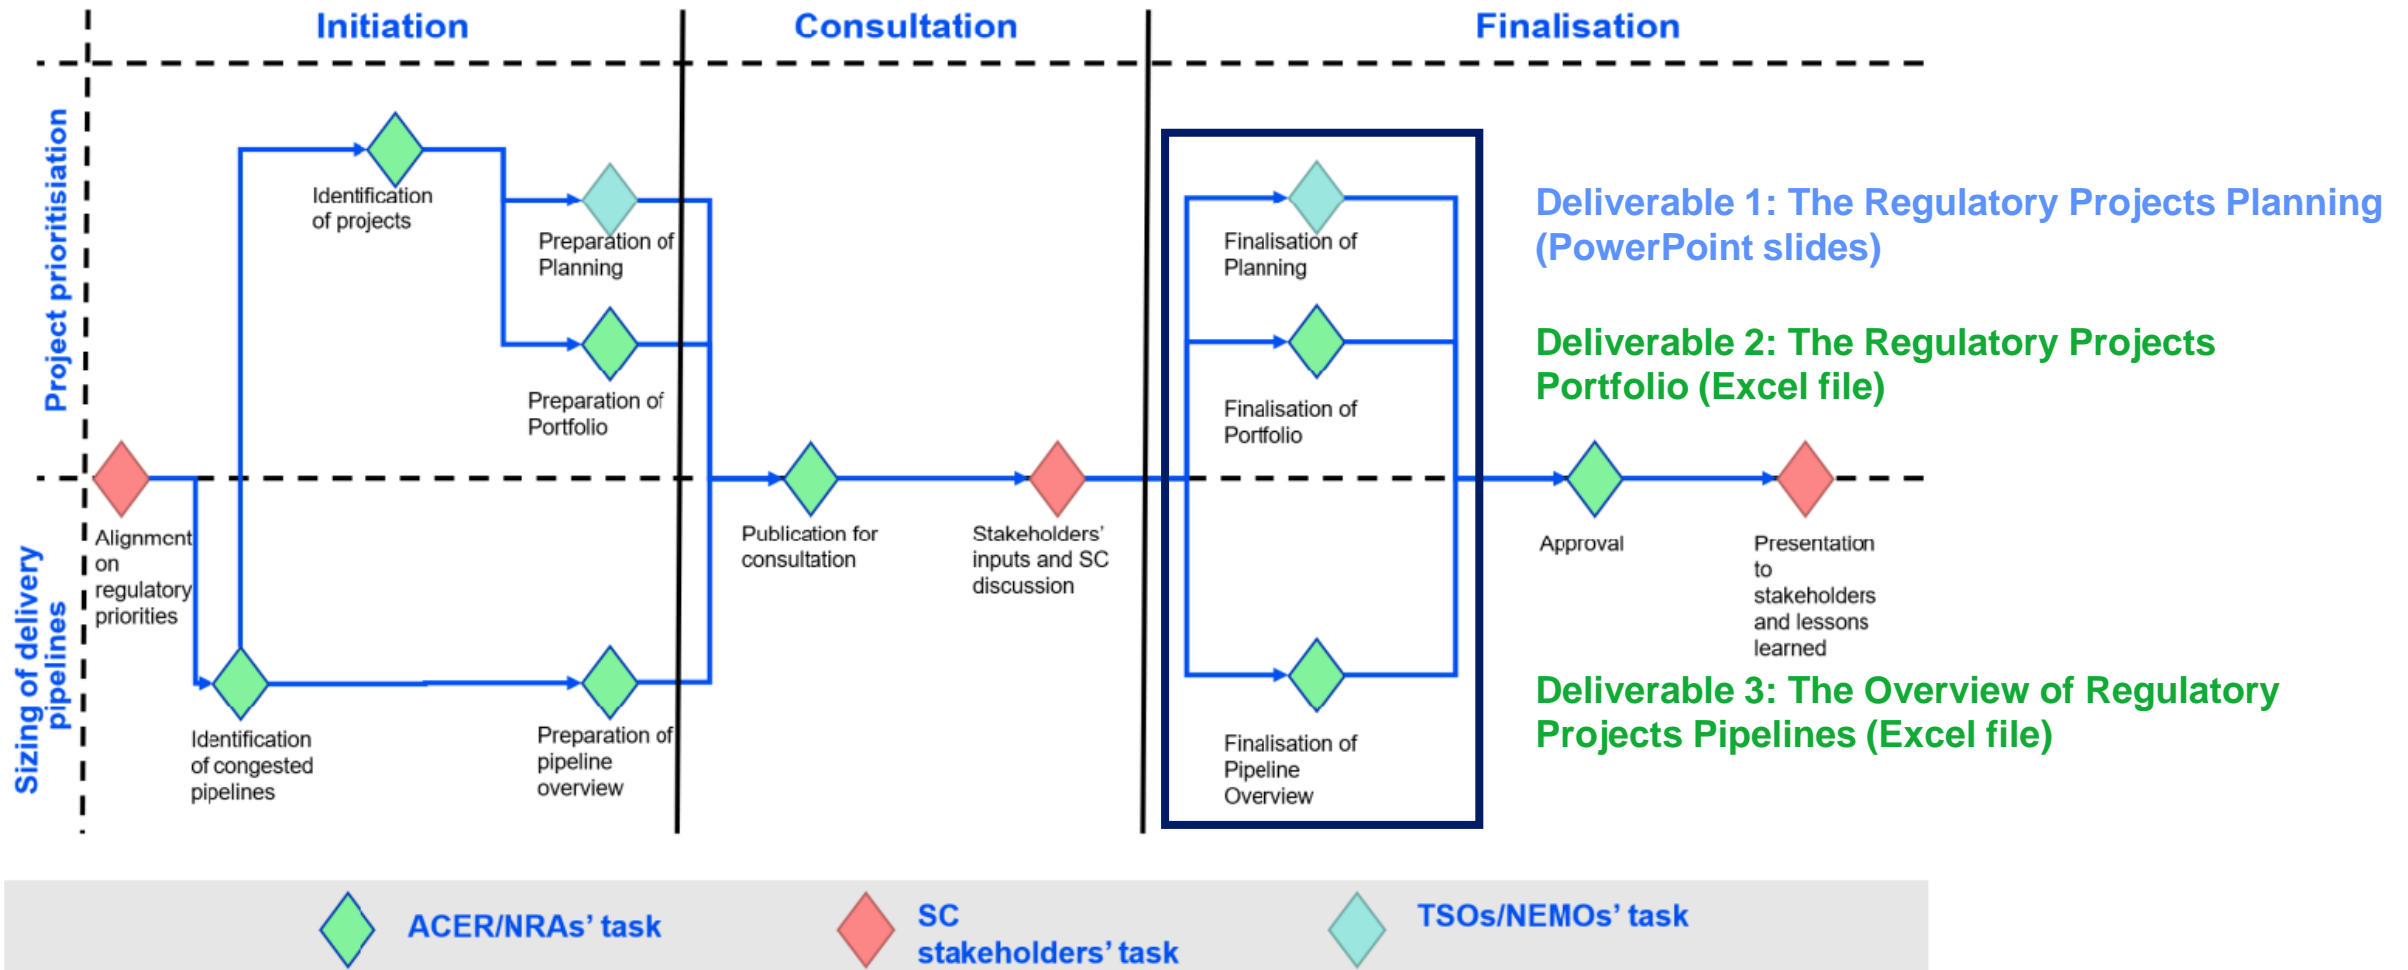 Initiation
Consultation
Finalisation
Project prioritisiation
Sizing of delivery
pipelines
Identification
of projects
Preparation of
Planning
Preparation of
Portfolio
Alignment
on
regulatory
priorities
Identification
of congested
pipelines
Preparation of
pipeline
overview
Publication for
consultation
Stakeholders'
inputs and SC
discussion
Finalisation of
Planning
Finalisation of
Portfolio
Finalisation of
Pipeline
Overview
Deliverable 1: The Regulatory Projects Planning
(PowerPoint slides)
Deliverable 2: The Regulatory Projects
Portfolio (Excel file)
Approval
Presentation
to
stakeholders
and lessons
learned
Deliverable 3: The Overview of Regulatory
Projects Pipelines (Excel file)
ACER/NRAs' task
SC
stakeholders' task
TSOs/NEMOs' task